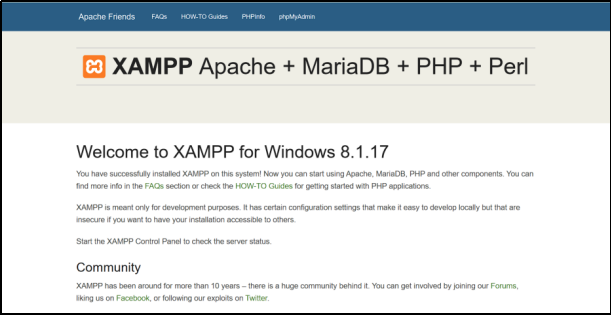 Apache Friends FAQs HOW-TO Guides PHPInfo phpMyAdmin
XAMPP Apache + MariaDB + PHP + Perl
Welcome to XAMPP for Windows 8.1.17
You have successfully installed XAMPP on this system! Now you can start using Apache, MariaDB, PHP and other components. You can
find more info in the FAQs section or check the HOW-TO Guides for getting started with PHP applications.
XAMPP is meant only for development purposes. It has certain configuration settings that make it easy to develop locally but that are
insecure if you want to have your installation accessible to others.
Start the XAMPP Control Panel to check the server status.
Community
XAMPP has been around for more than 10 years – there is a huge community behind it. You can get involved by joining our Forums,
liking us on Facebook, or following our exploits on Twitter.